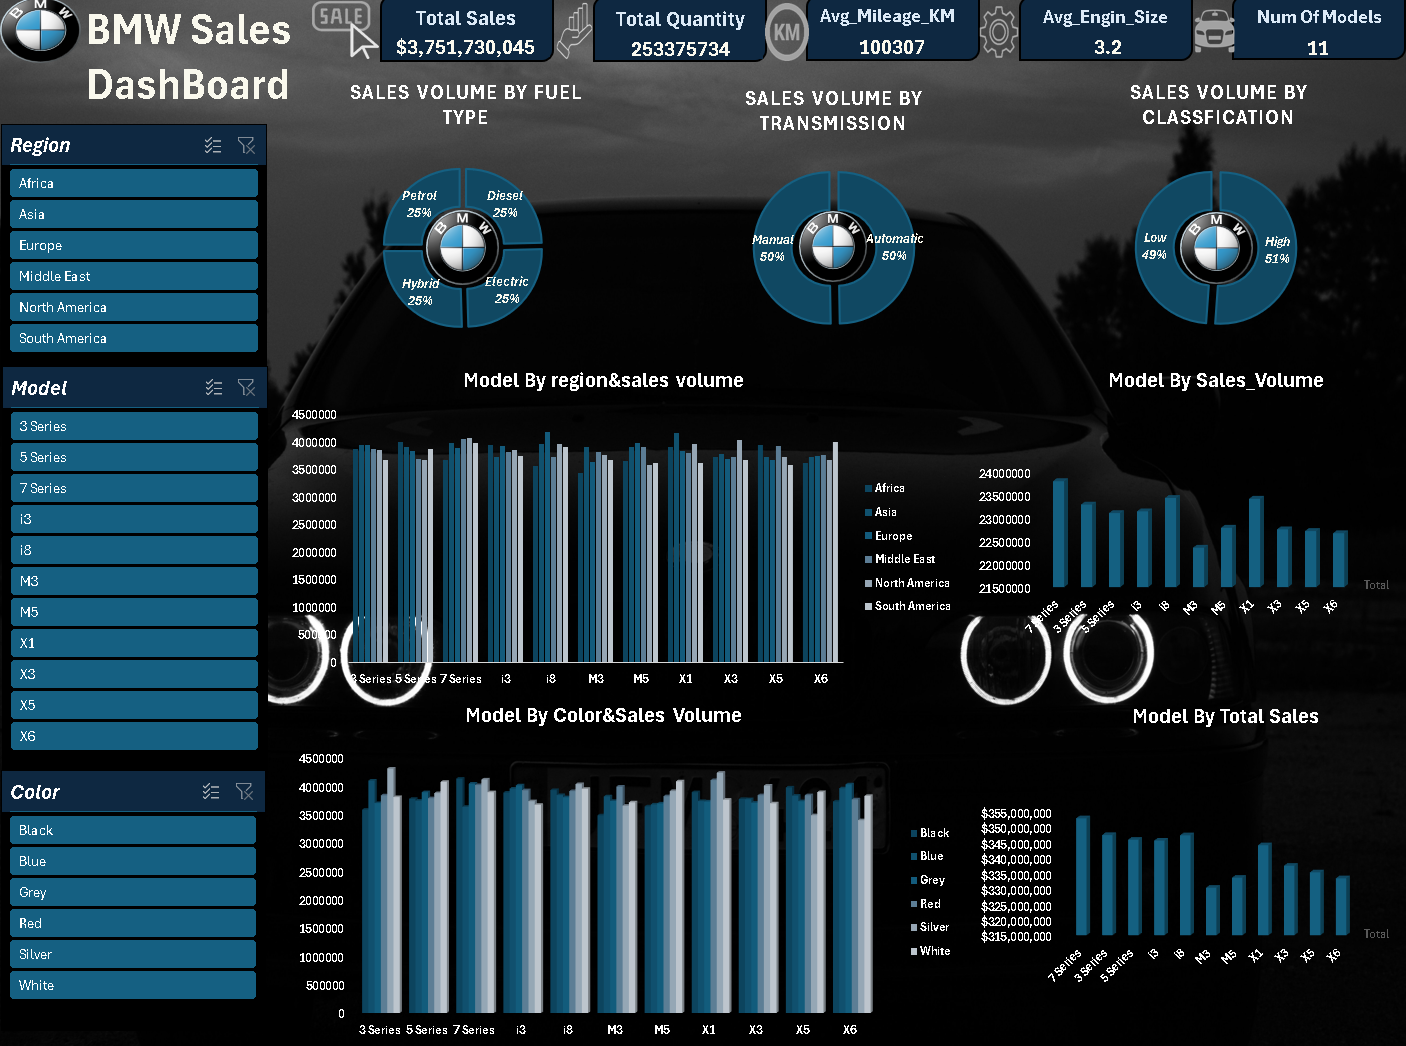 BMW Sales
DashBoard
SALE
Total Sales
$3,751,730,045
Total Quantity
253375734
KM
Avg_Mileage_KM
100307
Avg_Engin_Size
3.2
Num Of Models
11
Region
Africa
Asia
Europe
Middle East
North America
South America
Model
3 Series
5 Series
7 Series
i3
i8
M3
M5
X1
X3
X5
X6
Color
Black
Blue
Grey
Red
Silver
White
SALES VOLUME BY FUEL
TYPE
Petrol
25%
Diesel
25%
Hybrid
25%
Electric
25%
BMW
SALES VOLUME BY
TRANSMISSION
Manual
50%
Automatic
50%
BMW
SALES VOLUME BY
CLASSFICATION
Low
49%
High
51%
BMW
Model By region&sales volume
4500000
4000000
3500000
3000000
2500000
2000000
1500000
1000000
500000
0
3 Series 5 Series 7 Series i3 i8 M3 M5 X1 X3 X5 X6
Africa
Asia
Europe
Middle East
North America
South America
Model By Sales_Volume
24000000
23500000
23000000
22500000
22000000
21500000
7 Series 3 Series 5 Series i3 i8 M3 M5 X1 X3 X5 X6
Total
Model By Color&Sales Volume
4500000
4000000
3500000
3000000
2500000
2000000
1500000
1000000
500000
0
3 Series 5 Series 7 Series i3 i8 M3 M5 X1 X3 X5 X6
Black
Blue
Grey
Red
Silver
White
Model By Total Sales
$355,000,000
$350,000,000
$345,000,000
$340,000,000
$335,000,000
$330,000,000
$325,000,000
$320,000,000
$315,000,000
7 Series 3 Series 5 Series i3 i8 M3 M5 X1 X3 X5 X6
Total